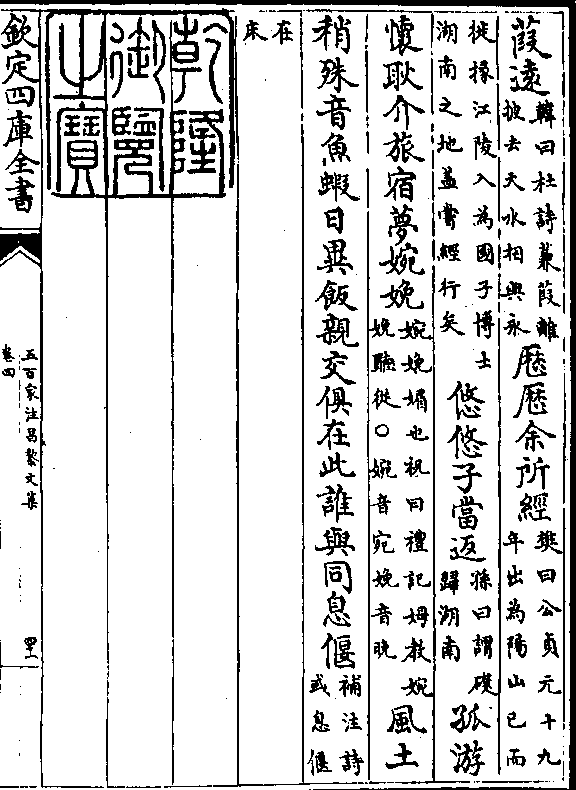 葭遠韓曰杜詩蒹葭離披去天水相與永厯厯余所經樊曰公貞元十九年出為陽山已而
徙掾江陵入為國子博士湖南之地蓋嘗經行矣悠悠子當返孫曰謂礎歸湖南孤游
懷耿介旅宿夢婉娩婉娩媚也祝曰禮記姆教婉娩聽從○婉音宛娩音晚風土
稍殊音魚蝦日異飯親交俱在此誰與同息偃補注詩或息偃
在床
乾隆
御覽
之寶
欽定四庫全書
五百家注昌黎文集
卷四